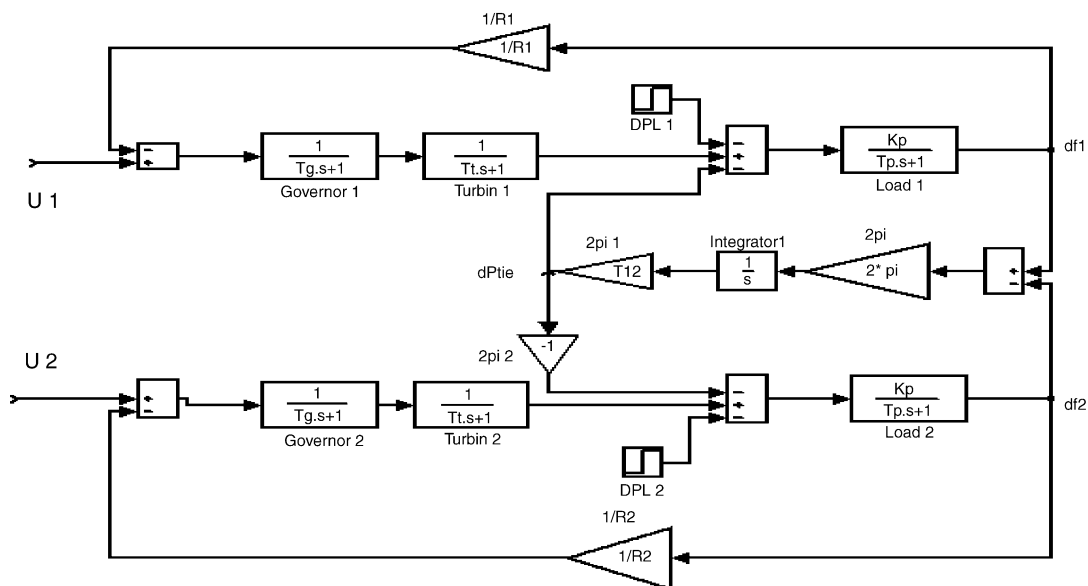 1/R1
1/R1
DPL 1
-
+
1
Tg.s+1
Governor 1
1
Tt.s+1
Turbin 1
-
+
-
Kp
Tp.s+1
Load 1
df1
U 1
dPtie
2pi 1
T12
Integrator1
1
s
2pi
2* pi
+
-
-1
2pi 2
U 2
+
-
1
Tg.s+1
Governor 2
1
Tt.s+1
Turbin 2
-
+
-
Kp
Tp.s+1
Load 2
df2
DPL 2
1/R2
1/R2